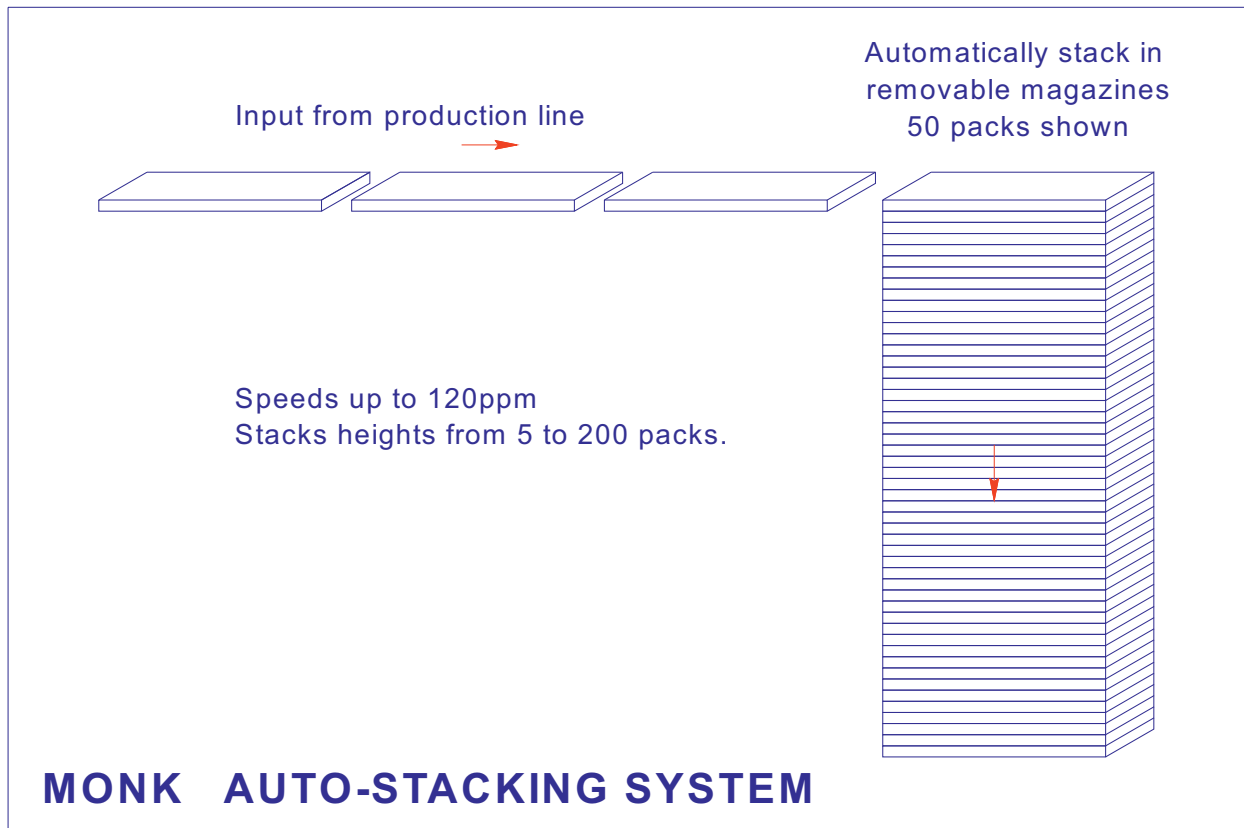 Automatically stack in
removable magazines
50 packs shown
Input from production line
Speeds up to 120ppm
Stacks heights from 5 to 200 packs.
MONK AUTO-STACKING SYSTEM